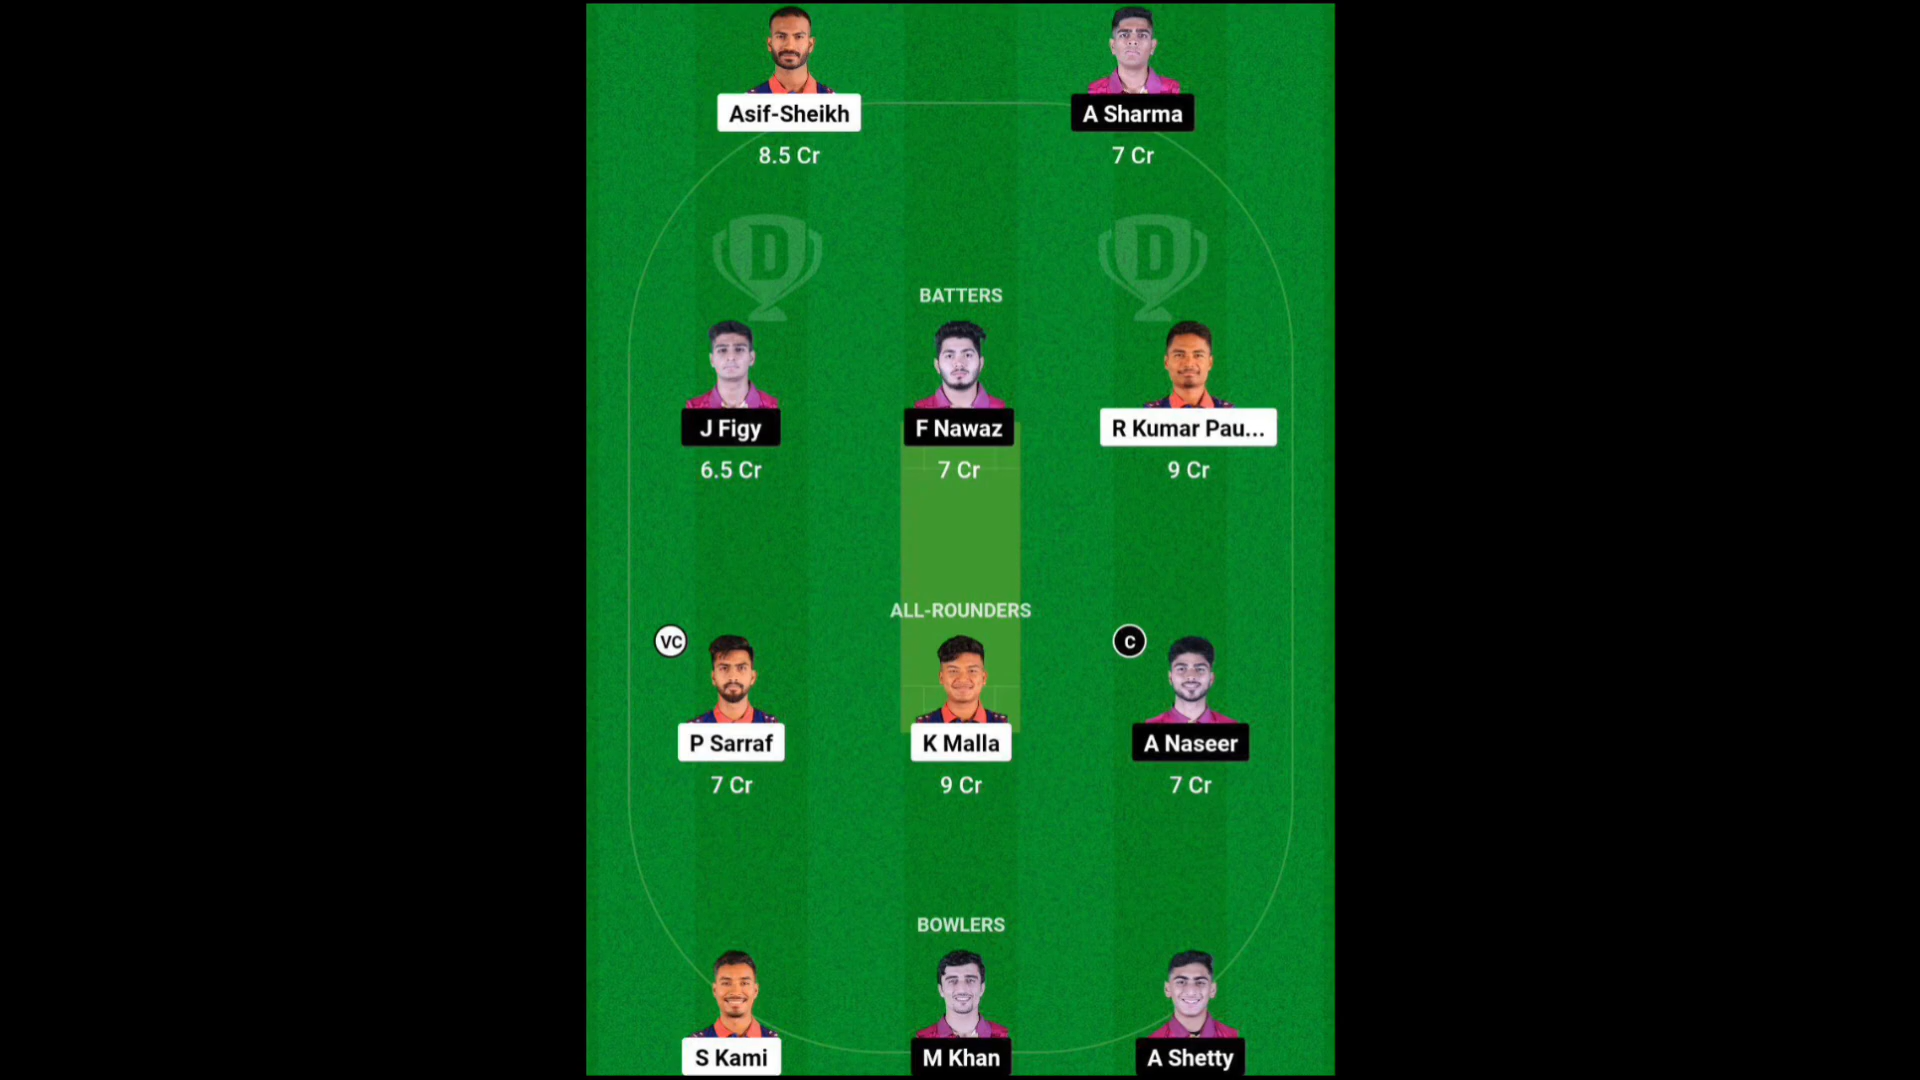 Asif-Sheikh
A Sharma
8.5 Cr
7 Cr
D
D
BATTERS
J Figy
F Nawaz
R Kumar Pau...
6.5 Cr
7 Cr
9 Cr
ALL-ROUNDERS
VC
C
P Sarraf
K Malla
A Naseer
7 Cr
9 Cr
7 Cr
BOWLERS
S Kami
M Khan
A Shetty